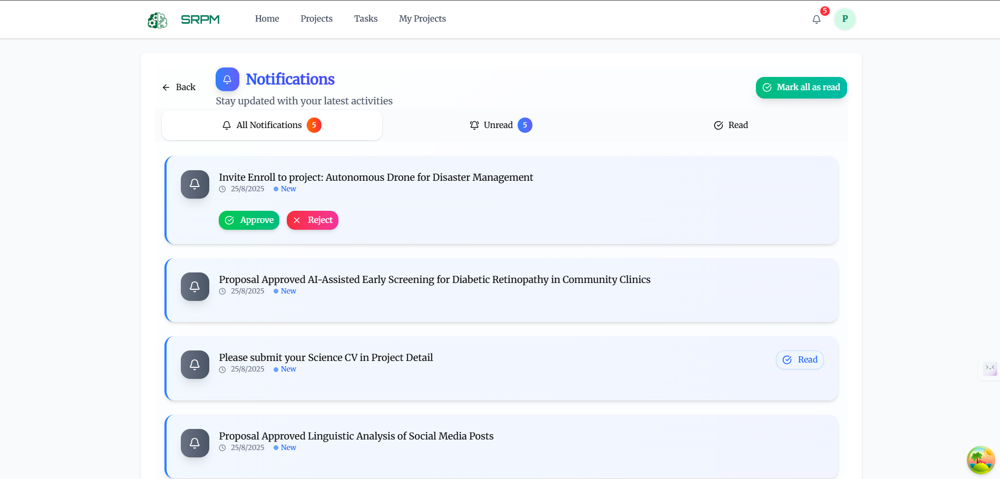 SRPM
Home
Projects
Tasks
My Projects
5
P
Back
Notifications
Stay updated with your latest activities
Mark all as read
All Notifications 5
Unread 5
Read
Invite Enroll to project: Autonomous Drone for Disaster Management
25/8/2025 New
Approve
Reject
Proposal Approved AI-Assisted Early Screening for Diabetic Retinopathy in Community Clinics
25/8/2025 New
Please submit your Science CV in Project Detail
25/8/2025 New
Read
Proposal Approved Linguistic Analysis of Social Media Posts
25/8/2025 New